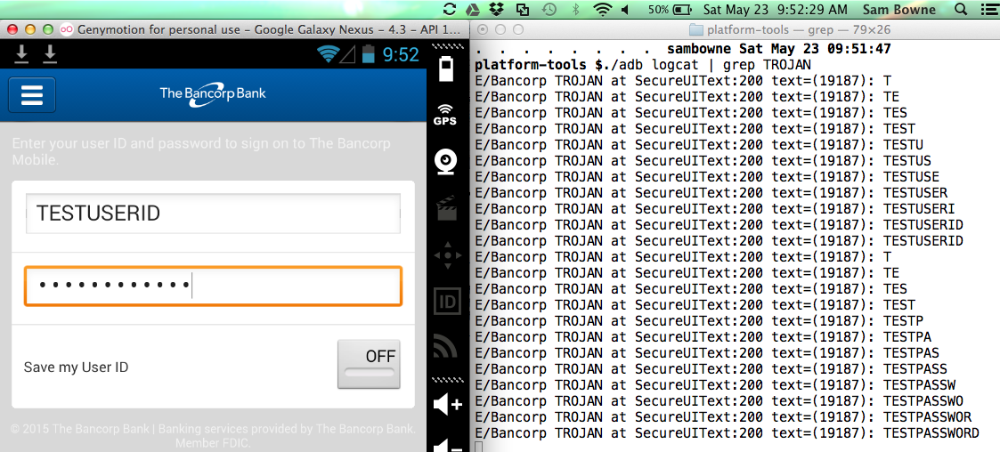 50% Sat May 23 9:52:29 AM Sam Bowne
Genymotion for personal use – Google Galaxy Nexus – 4.3 – API 1...
9:52
The Bancorp Bank
Enter your user ID and password to sign on to The Bancorp
Mobile.
TESTUSERID
••••••••••••
Save my User ID
OFF
© 2015 The Bancorp Bank | Banking services provided by The Bancorp Bank.
Member FDIC.
GPS
ID
platform-tools — grep — 79×26
. . . . . . . . sambowne Sat May 23 09:51:47
platform-tools $./adb logcat | grep TROJAN
E/Bancorp TROJAN at SecureUIText:200 text=(19187): T
E/Bancorp TROJAN at SecureUIText:200 text=(19187): TE
E/Bancorp TROJAN at SecureUIText:200 text=(19187): TES
E/Bancorp TROJAN at SecureUIText:200 text=(19187): TEST
E/Bancorp TROJAN at SecureUIText:200 text=(19187): TESTU
E/Bancorp TROJAN at SecureUIText:200 text=(19187): TESTUS
E/Bancorp TROJAN at SecureUIText:200 text=(19187): TESTUSE
E/Bancorp TROJAN at SecureUIText:200 text=(19187): TESTUSER
E/Bancorp TROJAN at SecureUIText:200 text=(19187): TESTUSERI
E/Bancorp TROJAN at SecureUIText:200 text=(19187): TESTUSERID
E/Bancorp TROJAN at SecureUIText:200 text=(19187): TESTUSERID
E/Bancorp TROJAN at SecureUIText:200 text=(19187): T
E/Bancorp TROJAN at SecureUIText:200 text=(19187): TE
E/Bancorp TROJAN at SecureUIText:200 text=(19187): TES
E/Bancorp TROJAN at SecureUIText:200 text=(19187): TEST
E/Bancorp TROJAN at SecureUIText:200 text=(19187): TESTP
E/Bancorp TROJAN at SecureUIText:200 text=(19187): TESTPA
E/Bancorp TROJAN at SecureUIText:200 text=(19187): TESTPAS
E/Bancorp TROJAN at SecureUIText:200 text=(19187): TESTPASS
E/Bancorp TROJAN at SecureUIText:200 text=(19187): TESTPASSW
E/Bancorp TROJAN at SecureUIText:200 text=(19187): TESTPASSWO
E/Bancorp TROJAN at SecureUIText:200 text=(19187): TESTPASSWOR
E/Bancorp TROJAN at SecureUIText:200 text=(19187): TESTPASSWORD